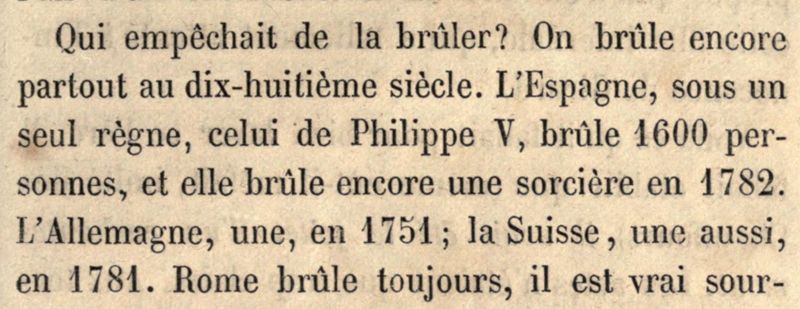 Qui empêchait de la brûler? On brûle encore
partout au dix-huitième siècle. L'Espagne, sous un
seul règne, celui de Philippe V, brûle 1600 per-
sonnes, et elle brûle encore une sorcière en 1782.
L'Allemagne, une, en 1751; la Suisse, une aussi,
en 1781. Rome brûle toujours, il est vrai sour-